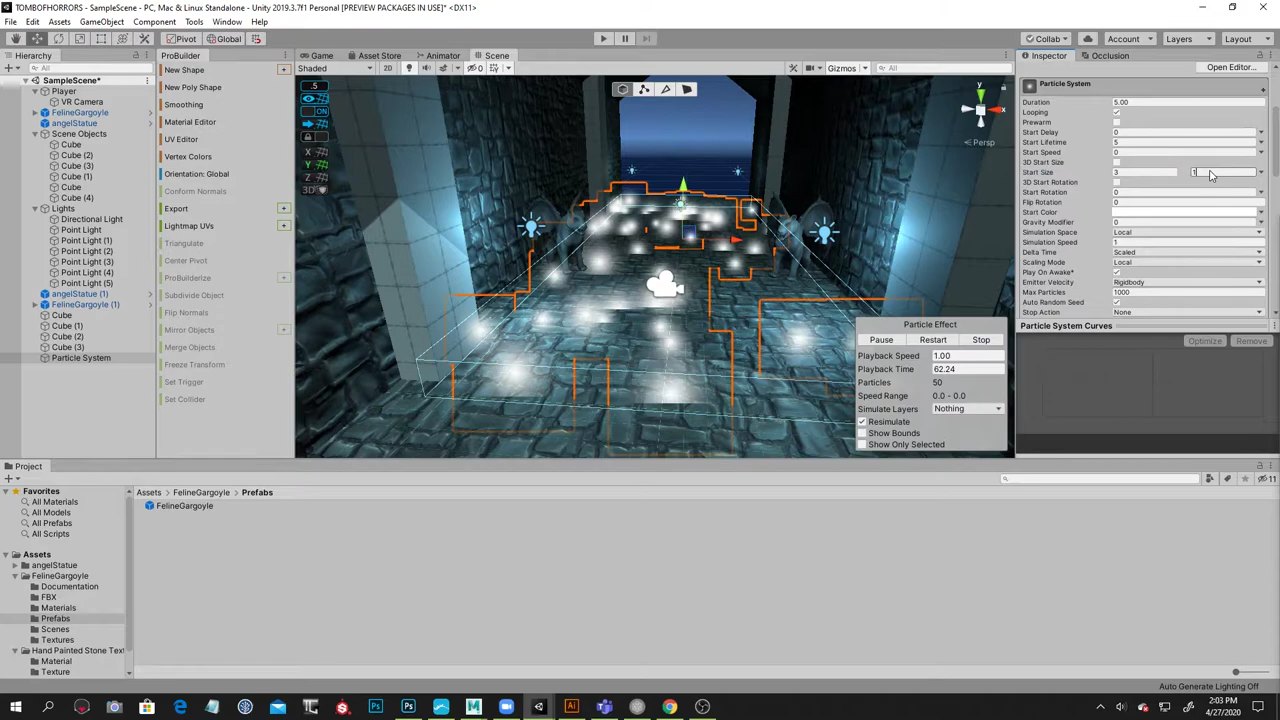 TOMBOFHORRORS - SampleScene - PC, Mac & Linux Standalone - Unity 2019.3.7f1 Personal [PREVIEW PACKAGES IN USE]* <DX11>
File Edit Assets GameObject Component Tools Window Help
Pivot Global Collab Account Layers Layout
Hierarchy ProBuilder Game Asset Store Animator Scene Inspector Occlusion
All Shaded 2D 0 Gizmos All Open Editor...
SampleScene*
Player
VR Camera
FelineGargoyle
angelStatue
Scene Objects
Cube
Cube (2)
Cube (3)
Cube (1)
Cube
Cube (4)
Lights
Directional Light
Point Light
Point Light (1)
Point Light (2)
Point Light (3)
Point Light (4)
Point Light (5)
angelStatue (1)
FelineGargoyle (1)
Cube
Cube (1)
Cube (2)
Cube (3)
Particle System
New Shape
New Poly Shape
Smoothing
Material Editor
UV Editor
Vertex Colors
Orientation: Global
Conform Normals
Export
Lightmap UVs
Triangulate
Center Pivot
ProBuilderize
Subdivide Object
Flip Normals
Mirror Objects
Merge Objects
Freeze Transform
Set Trigger
Set Collider
.5
ON
X
Y
Z
3D
y
x
Persp
Particle Effect
Pause Restart Stop
Playback Speed 1.00
Playback Time 62.24
Particles 50
Speed Range 0.0 - 0.0
Simulate Layers Nothing
Resimulate
Show Bounds
Show Only Selected
Particle System
Duration 5.00
Looping
Prewarm
Start Delay 0
Start Lifetime 5
Start Speed 0
3D Start Size
Start Size 3 1
3D Start Rotation
Start Rotation 0
Flip Rotation 0
Start Color
Gravity Modifier 0
Simulation Space Local
Simulation Speed 1
Delta Time Scaled
Scaling Mode Local
Play On Awake*
Emitter Velocity Rigidbody
Max Particles 1000
Auto Random Seed
Stop Action None
Particle System Curves
Optimize Remove
Project
11
Favorites
All Materials
All Models
All Prefabs
All Scripts
Assets
angelStatue
FelineGargoyle
Documentation
FBX
Materials
Prefabs
Scenes
Textures
Hand Painted Stone Text
Material
Texture
Assets FelineGargoyle Prefabs
FelineGargoyle
Auto Generate Lighting Off
2:03 PM
4/27/2020